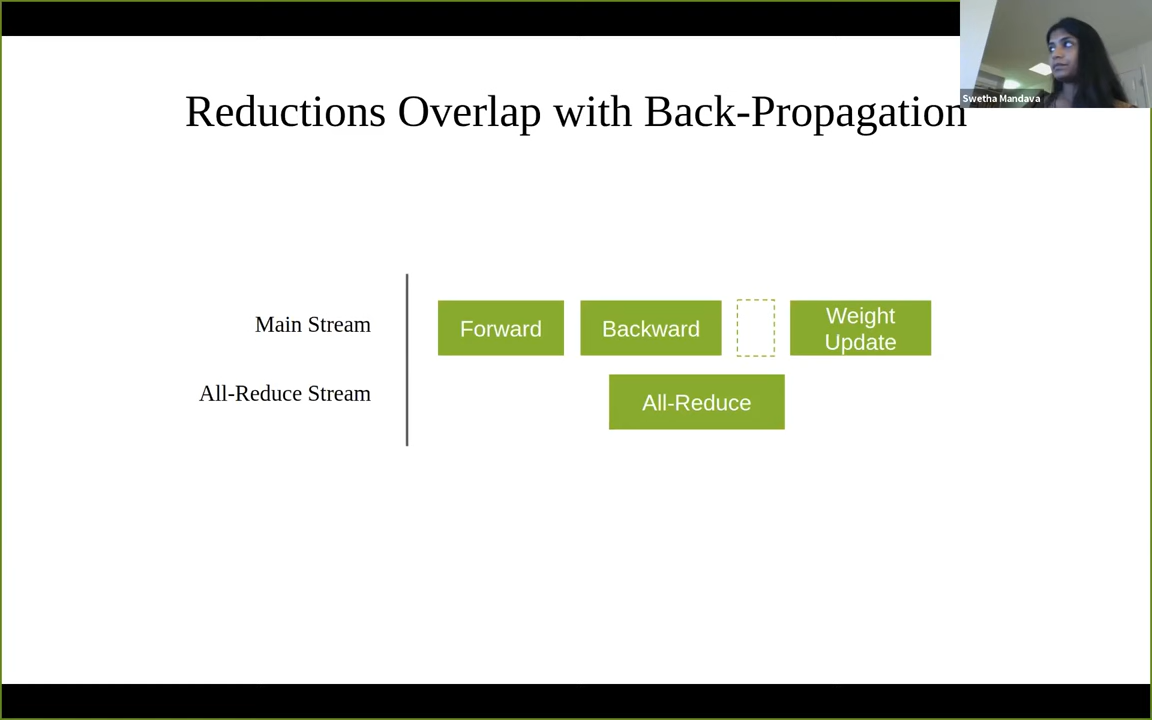 Swetha Mandava
Reductions Overlap with Back-Propagation
Main Stream
Forward
Backward
Weight
Update
All-Reduce Stream
All-Reduce